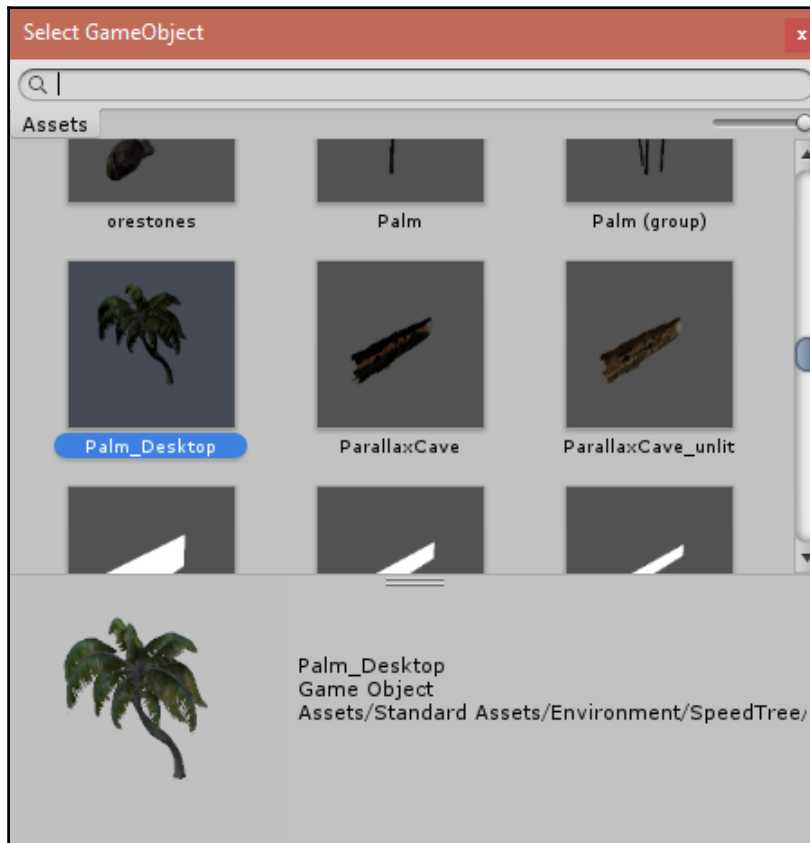 Select GameObject
x
Assets
orestones
Palm
Palm (group)
Palm_Desktop
ParallaxCave
ParallaxCave_unlit
Palm_Desktop
Game Object
Assets/Standard Assets/Environment/SpeedTree/